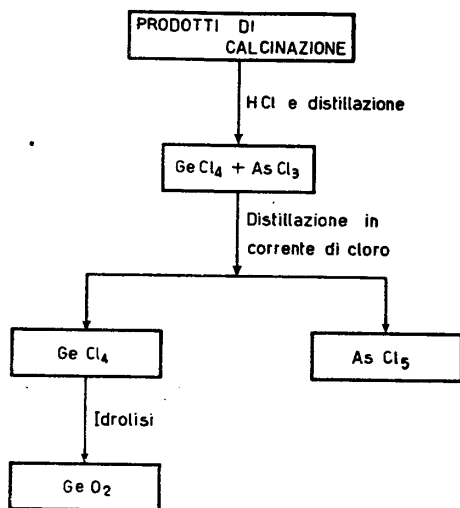 PRODOTTI DI
CALCINAZIONE
HCl e distillazione
GeCl4 + AsCl3
Distillazione in
corrente di cloro
GeCl4
AsCl5
Idrolisi
GeO2